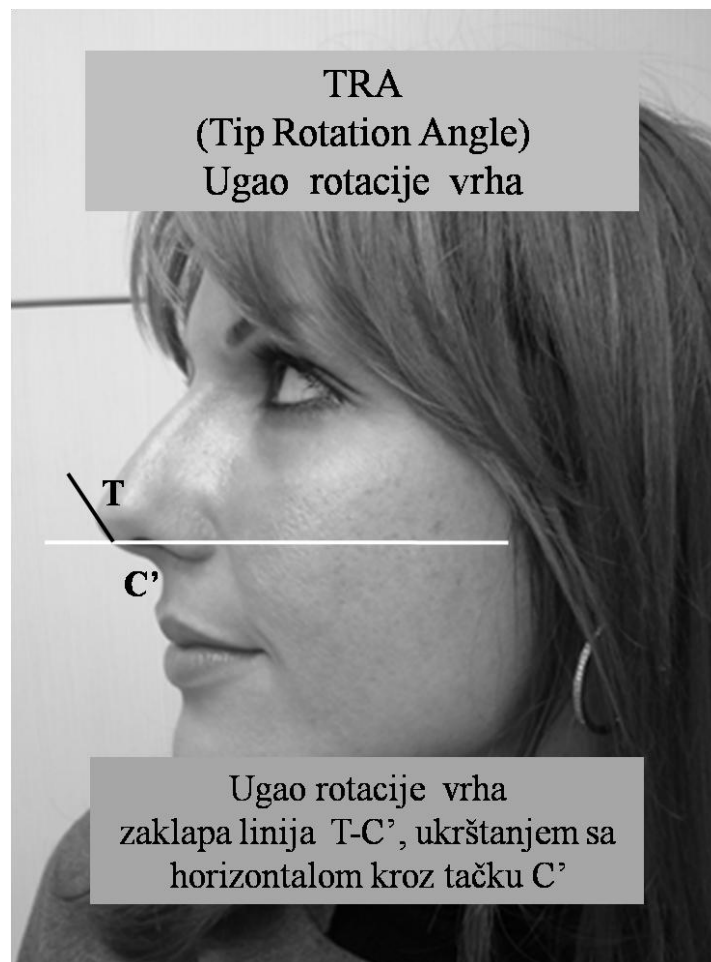 TRA
(Tip Rotation Angle)
Ugao rotacije vrha
T
C’
Ugao rotacije vrha
zaklapa linija T-C’, ukrštanjem sa
horizontalom kroz tačku C’